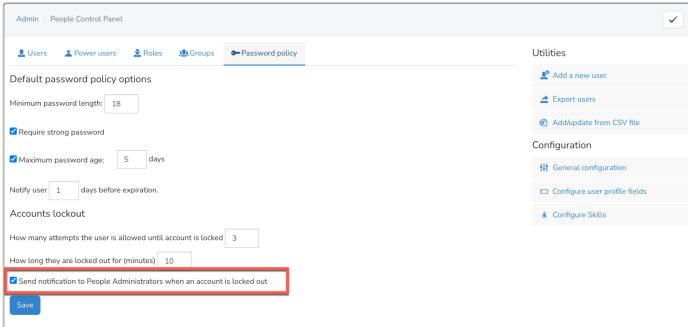 Admin / People Control Panel
Users Power users Roles Groups Password policy
Default password policy options
Minimum password length: 18
Require strong password
Maximum password age: 5 days
Notify user 1 days before expiration.
Accounts lockout
How many attempts the user is allowed until account is locked 3
How long they are locked out for (minutes) 10
Send notification to People Administrators when an account is locked out
Save
Utilities
Add a new user
Export users
Add/update from CSV file
Configuration
General configuration
Configure user profile fields
Configure Skills